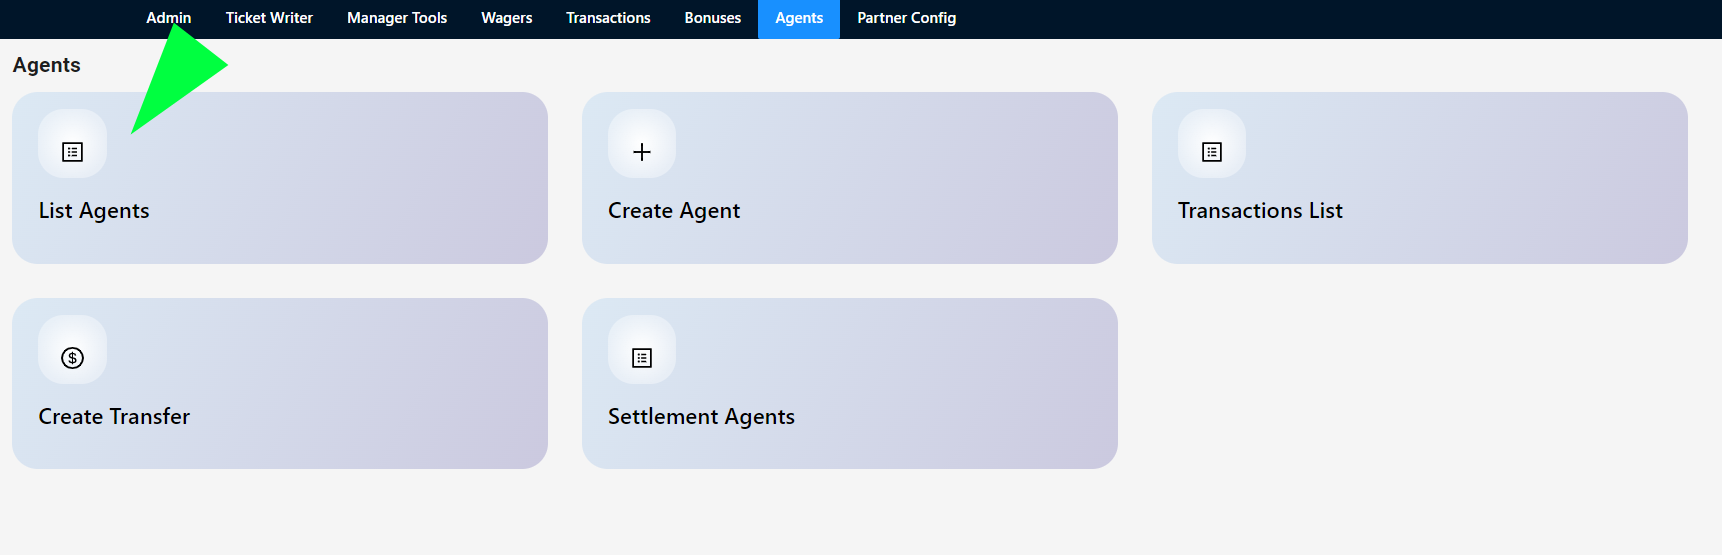 Admin Ticket Writer Manager Tools Wagers Transactions Bonuses Agents Partner Config
Agents
List Agents
Create Agent
Transactions List
Create Transfer
Settlement Agents